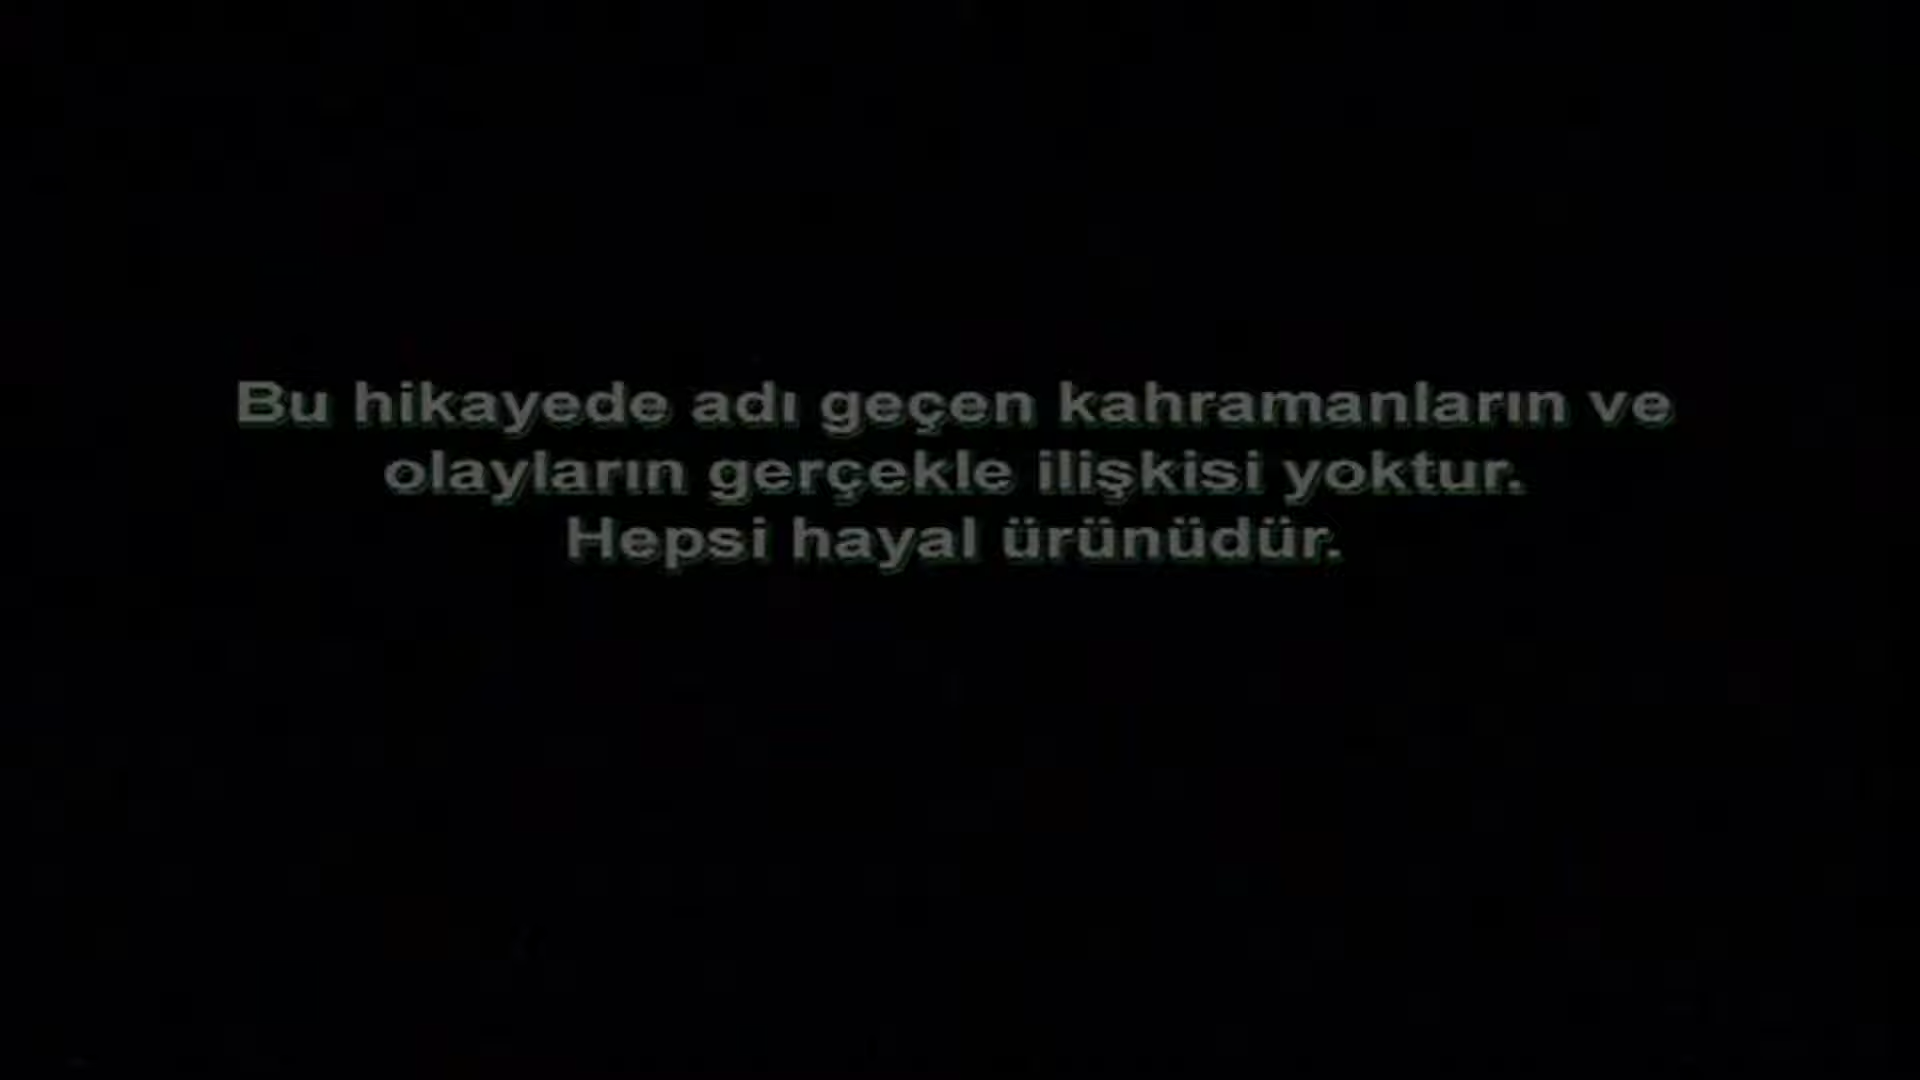 Bu hikayede adı geçen kahramanların ve
olayların gerçekle ilişkisi yoktur.
Hepsi hayal ürünüdür.